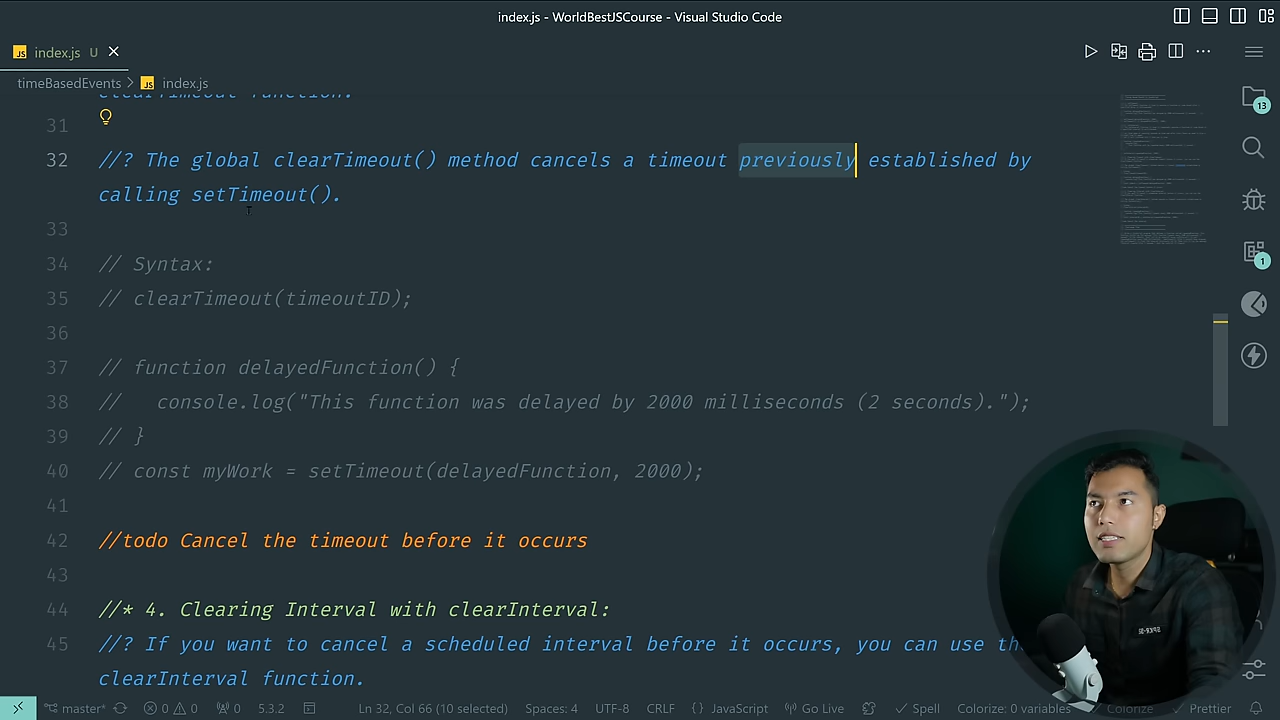 index.js - WorldBestJSCourse - Visual Studio Code
index.js U
timeBasedEvents > index.js
clearTimeout function.
31
32 //? The global clearTimeout() method cancels a timeout previously established by
calling setTimeout().
33
34 // Syntax:
35 // clearTimeout(timeoutID);
36
37 // function delayedFunction() {
38 //   console.log("This function was delayed by 2000 milliseconds (2 seconds).");
39 // }
40 // const myWork = setTimeout(delayedFunction, 2000);
41
42 //todo Cancel the timeout before it occurs
43
44 //* 4. Clearing Interval with clearInterval:
45 //? If you want to cancel a scheduled interval before it occurs, you can use
clearInterval function.
13
1
master* 0 0 0 5.3.2 Ln 32, Col 66 (10 selected) Spaces: 4 UTF-8 CRLF {} JavaScript Go Live Spell Colorize: 0 variables Colorize Prettier